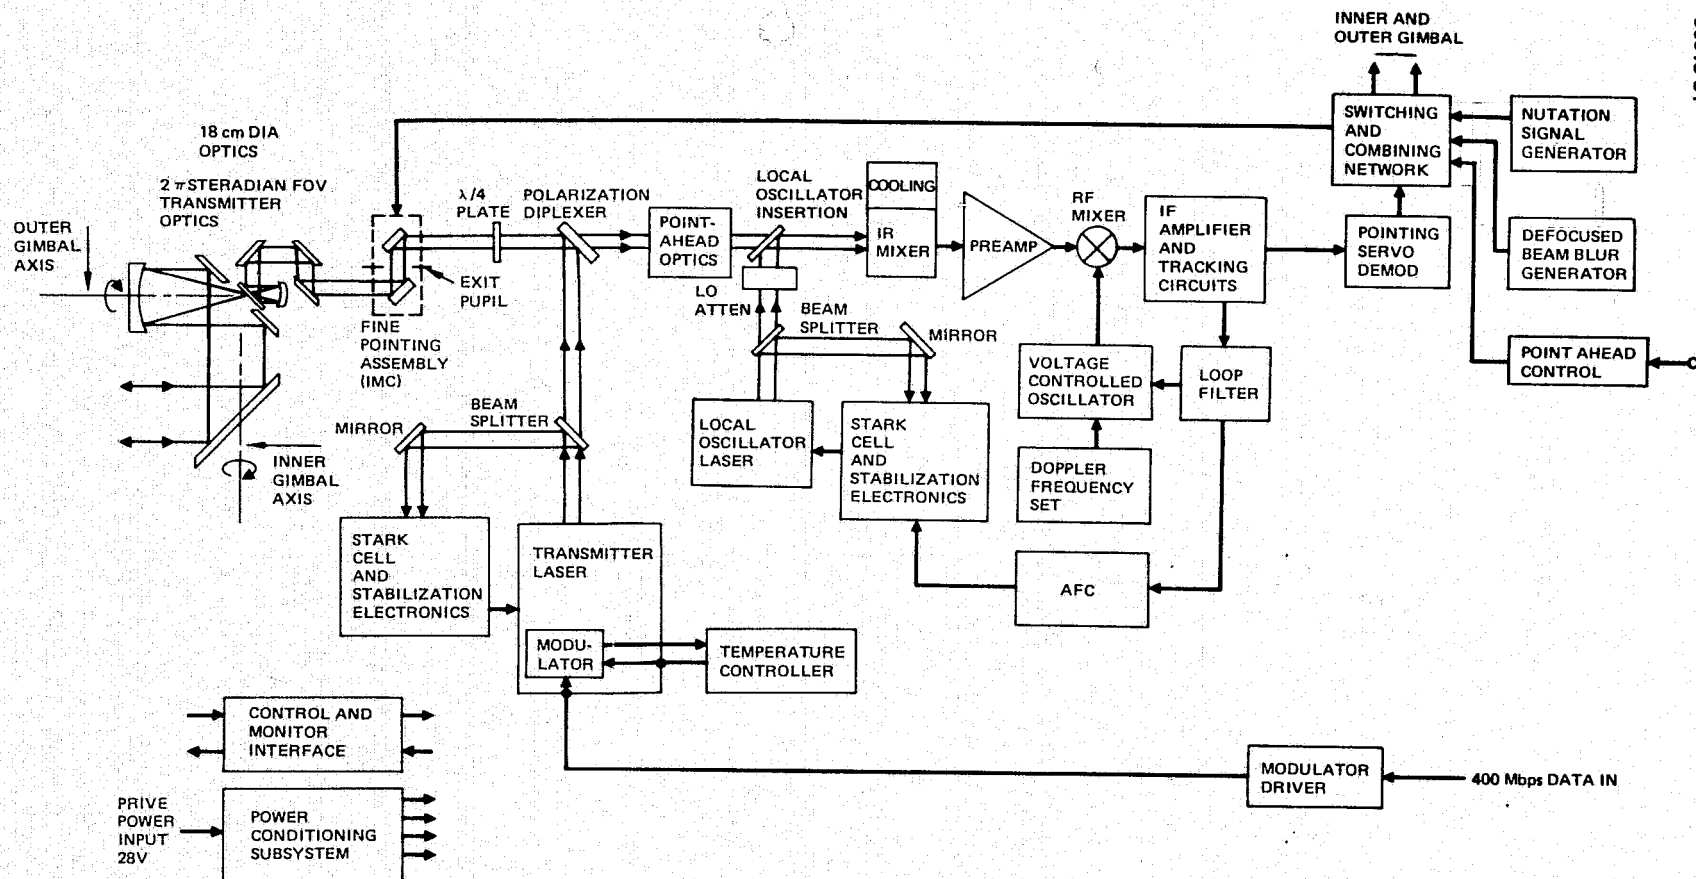 INNER AND
OUTER GIMBAL
SWITCHING
AND
COMBINING
NETWORK
NUTATION
SIGNAL
GENERATOR
18 cm DIA
OPTICS
2 π STERADIAN FOV
TRANSMITTER
OPTICS
OUTER
GIMBAL
AXIS
λ/4
PLATE
POLARIZATION
DIPLEXER
LOCAL
OSCILLATOR
INSERTION
COOLING
IR
MIXER
POINT-
AHEAD
OPTICS
PREAMP
RF
MIXER
IF
AMPLIFIER
AND
TRACKING
CIRCUITS
POINTING
SERVO
DEMOD
DEFOCUSED
BEAM BLUR
GENERATOR
EXIT
PUPIL
LO
ATTEN
FINE
POINTING
ASSEMBLY
(IMC)
BEAM
SPLITTER
MIRROR
VOLTAGE
CONTROLLED
OSCILLATOR
LOOP
FILTER
POINT AHEAD
CONTROL
MIRROR
BEAM
SPLITTER
LOCAL
OSCILLATOR
LASER
STARK
CELL
AND
STABILIZATION
ELECTRONICS
DOPPLER
FREQUENCY
SET
INNER
GIMBAL
AXIS
STARK
CELL
AND
STABILIZATION
ELECTRONICS
TRANSMITTER
LASER
AFC
MODU-
LATOR
TEMPERATURE
CONTROLLER
CONTROL AND
MONITOR
INTERFACE
MODULATOR
DRIVER
400 Mbps DATA IN
PRIVE
POWER
INPUT
28V
POWER
CONDITIONING
SUBSYSTEM